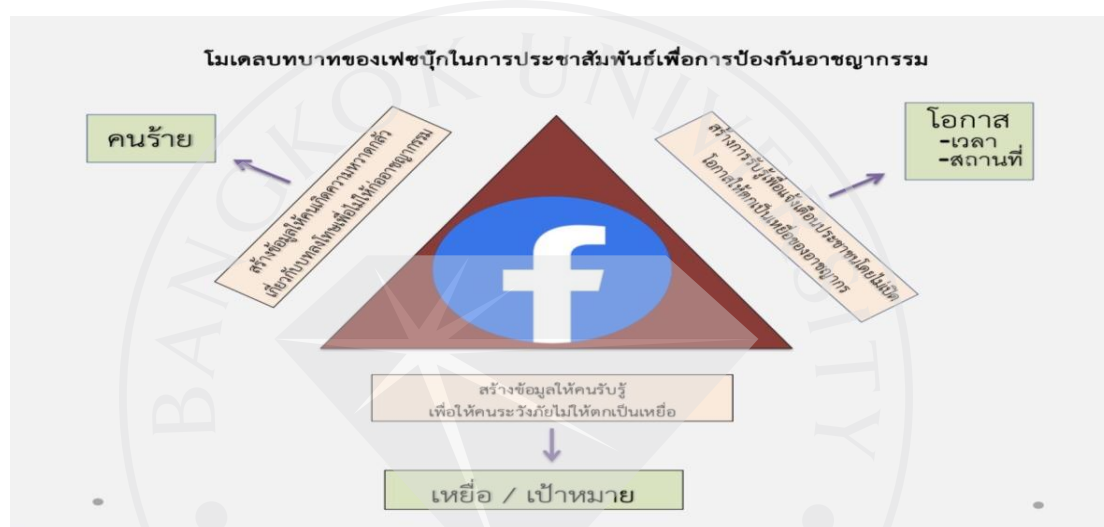 โมเดลบทบาทของเฟซบุ๊กในการประชาสัมพันธ์เพื่อการป้องกันอาชญากรรม
คนร้าย
สร้างข้อมูลให้คนเกิดความหวาดกลัว
เกี่ยวกับบทลงโทษเพื่อไม่ให้ก่ออาชญากรรม
สร้างการรับรู้เพื่อแจ้งเตือนประชาชนโดยไม่เปิด
โอกาสให้ตกเป็นเหยื่อของอาชญากร
โอกาส
-เวลา
-สถานที่
f
สร้างข้อมูลให้คนรับรู้
เพื่อให้คนระวังภัยไม่ให้ตกเป็นเหยื่อ
เหยื่อ / เป้าหมาย
BANGKOK UNIVERSITY